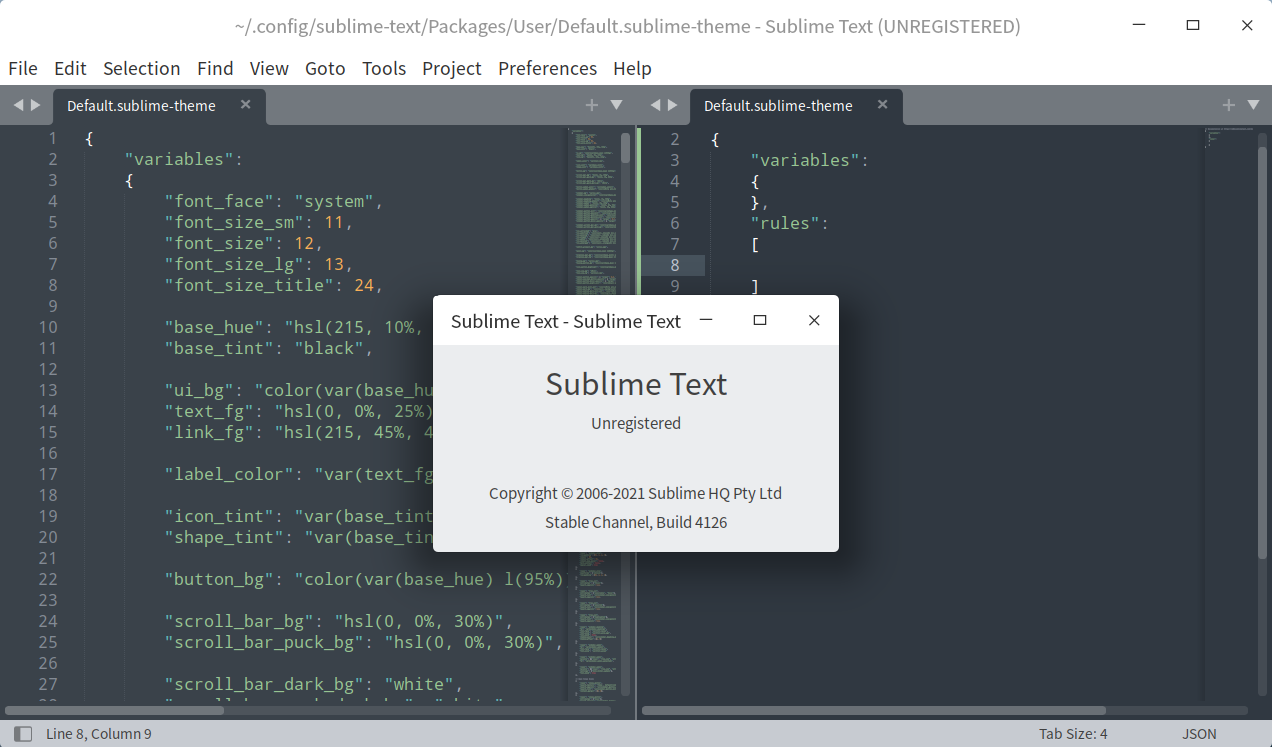 ~/.config/sublime-text/Packages/User/Default.sublime-theme - Sublime Text (UNREGISTERED)
File Edit Selection Find View Goto Tools Project Preferences Help
Default.sublime-theme
1 {
2 "variables":
3 {
4 "font_face": "system",
5 "font_size_sm": 11,
6 "font_size": 12,
7 "font_size_lg": 13,
8 "font_size_title": 24,
9
10 "base_hue": "hsl(215, 10%,
11 "base_tint": "black",
12
13 "ui_bg": "color(var(base_hu
14 "text_fg": "hsl(0, 0%, 25%)
15 "link_fg": "hsl(215, 45%, 4
16
17 "label_color": "var(text_fg
18
19 "icon_tint": "var(base_tint
20 "shape_tint": "var(base_tin
21
22 "button_bg": "color(var(base_hue) l(95%)
23
24 "scroll_bar_bg": "hsl(0, 0%, 30%)",
25 "scroll_bar_puck_bg": "hsl(0, 0%, 30%)",
26
27 "scroll_bar_dark_bg": "white",
Default.sublime-theme
2 {
3 "variables":
4 {
5 },
6 "rules":
7 [
8
9 ]
Sublime Text - Sublime Text
Sublime Text
Unregistered
Copyright © 2006-2021 Sublime HQ Pty Ltd
Stable Channel, Build 4126
Line 8, Column 9
Tab Size: 4
JSON